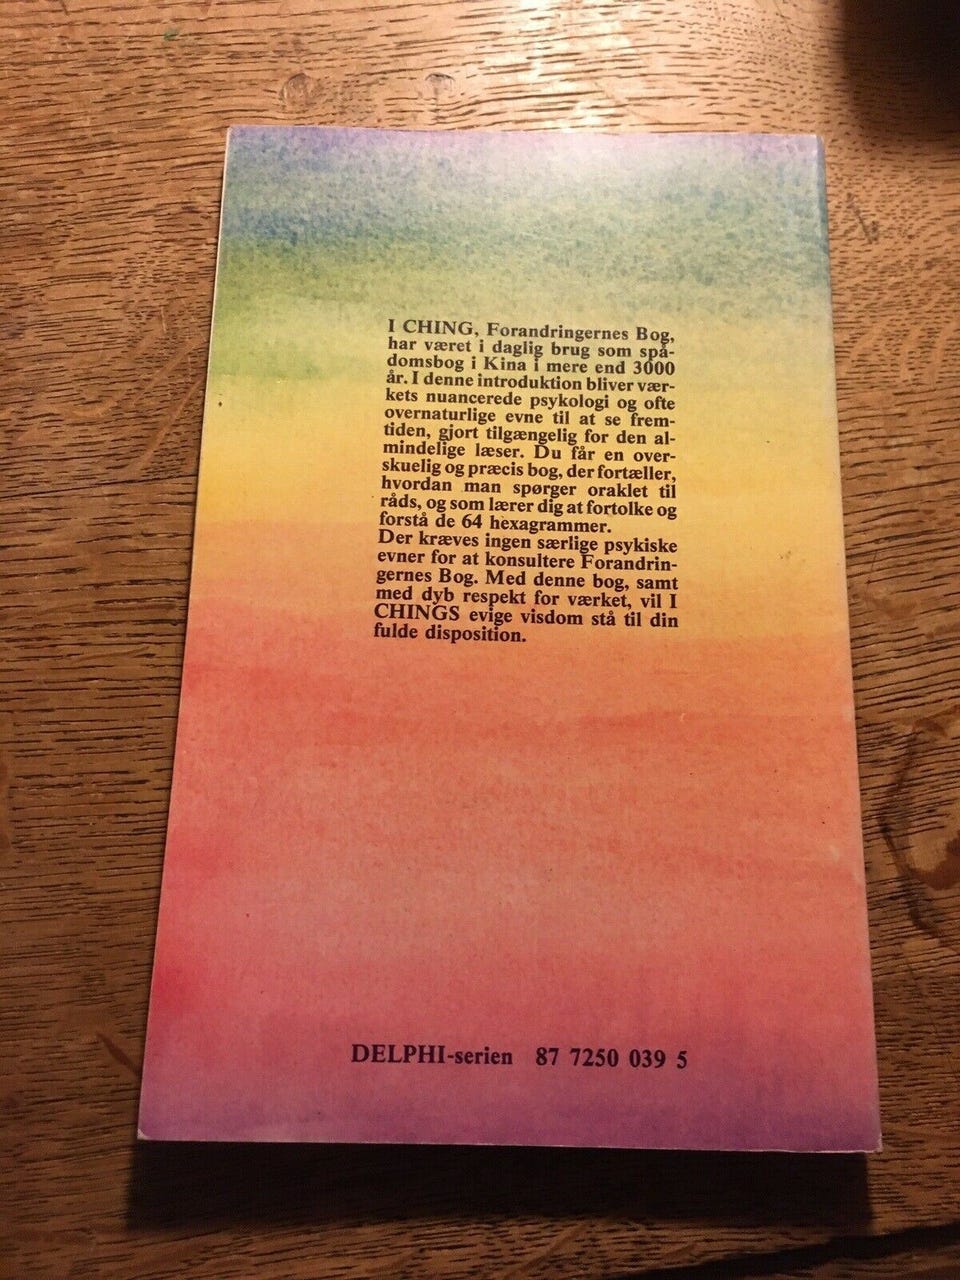 I CHING, Forandringernes Bog,
har været i daglig brug som spå-
domsbog i Kina i mere end 3000
år. I denne introduktion bliver vær-
kets nuancerede psykologi og ofte
overnaturlige evne til at se frem-
tiden, gjort tilgængelig for den al-
mindelige læser. Du får en over-
skuelig og præcis bog, der fortæller,
hvordan man spørger oraklet til
råds, og som lærer dig at fortolke og
forstå de 64 hexagrammer.
Der kræves ingen særlige psykiske
evner for at konsultere Forandrin-
gernes Bog. Med denne bog, samt
med dyb respekt for værket, vil I
CHINGS evige visdom stå til din
fulde disposition.
DELPHI-serien 87 7250 039 5